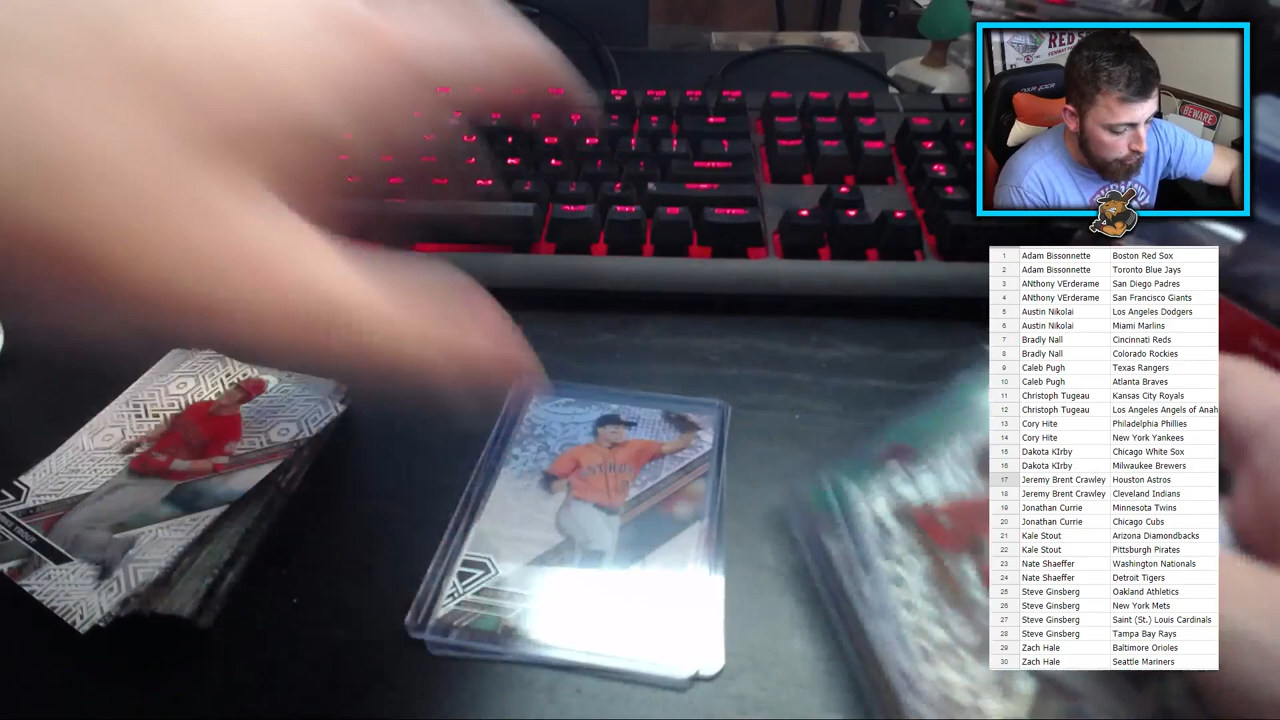 RED S
BEWARE
1 Adam Bissonnette Boston Red Sox
2 Adam Bissonnette Toronto Blue Jays
3 ANthony VErderame San Diego Padres
4 ANthony VErderame San Francisco Giants
5 Austin Nikolai Los Angeles Dodgers
6 Austin Nikolai Miami Marlins
7 Bradly Nall Cincinnati Reds
8 Bradly Nall Colorado Rockies
9 Caleb Pugh Texas Rangers
10 Caleb Pugh Atlanta Braves
11 Christoph Tugeau Kansas City Royals
12 Christoph Tugeau Los Angeles Angels of Anah
13 Cory Hite Philadelphia Phillies
14 Cory Hite New York Yankees
15 Dakota KIrby Chicago White Sox
16 Dakota KIrby Milwaukee Brewers
17 Jeremy Brent Crawley Houston Astros
18 Jeremy Brent Crawley Cleveland Indians
19 Jonathan Currie Minnesota Twins
20 Jonathan Currie Chicago Cubs
21 Kale Stout Arizona Diamondbacks
22 Kale Stout Pittsburgh Pirates
23 Nate Shaeffer Washington Nationals
24 Nate Shaeffer Detroit Tigers
25 Steve Ginsberg Oakland Athletics
26 Steve Ginsberg New York Mets
27 Steve Ginsberg Saint (St.) Louis Cardinals
28 Steve Ginsberg Tampa Bay Rays
29 Zach Hale Baltimore Orioles
30 Zach Hale Seattle Mariners
TROUT